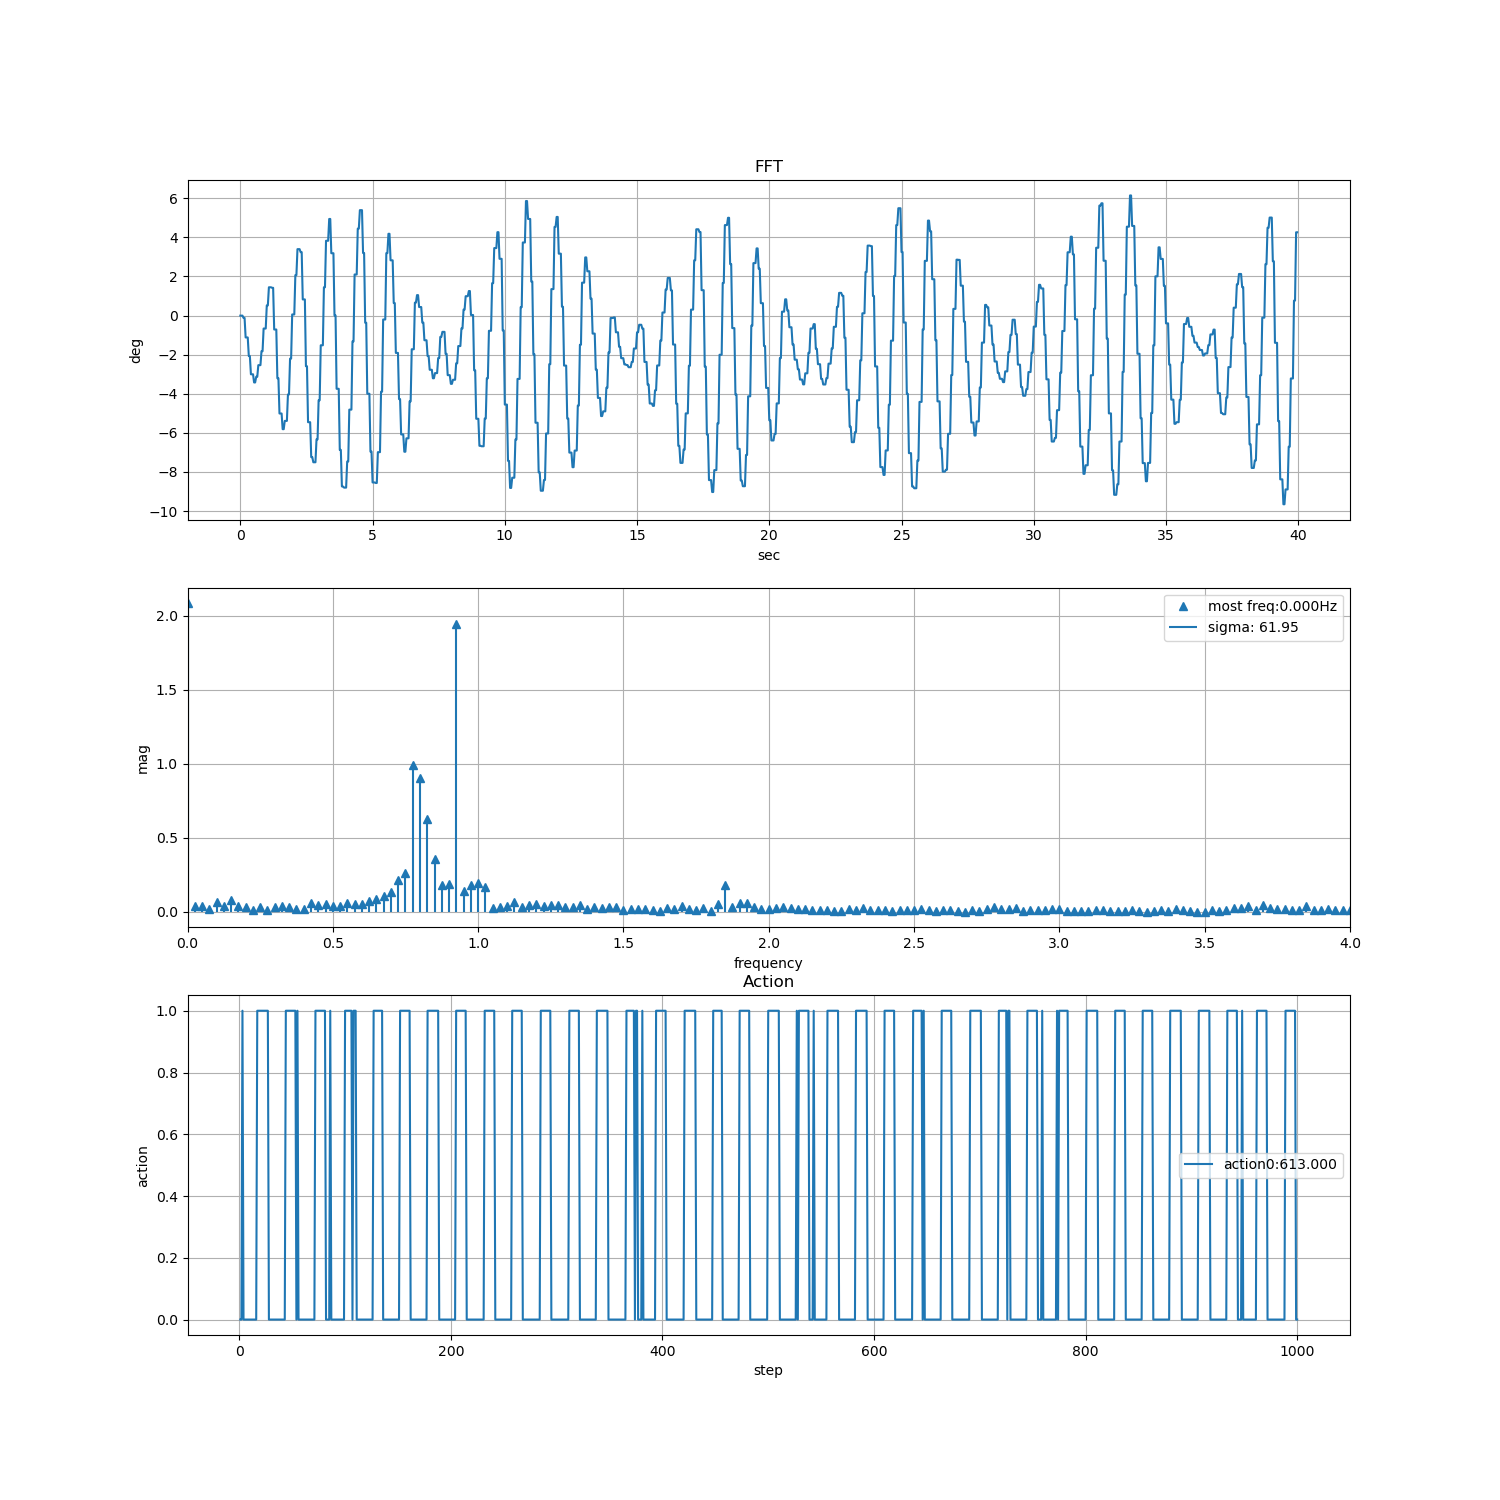 FFT
6
4
2
0
−2
−4
−6
−8
−10
deg
0 5 10 15 20 25 30 35 40
sec
most freq:0.000Hz
sigma: 61.95
2.0
1.5
1.0
0.5
0.0
mag
0.0 0.5 1.0 1.5 2.0 2.5 3.0 3.5 4.0
frequency
Action
1.0
0.8
0.6
0.4
0.2
0.0
action
action0:613.000
0 200 400 600 800 1000
step